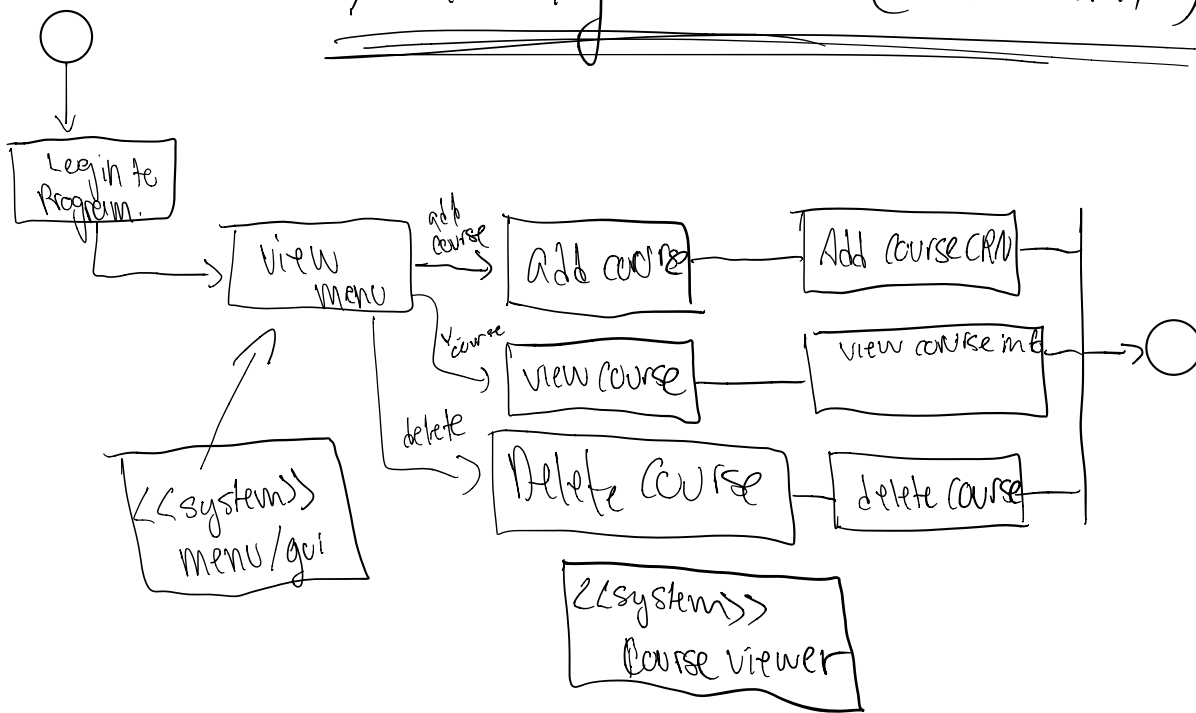 Login to
Program.
view
menu
add
course
add course
Add course CRN
v course
view course
view course inf
delete
Delete course
delete course
<<system>>
menu/gui
<<system>>
Course viewer